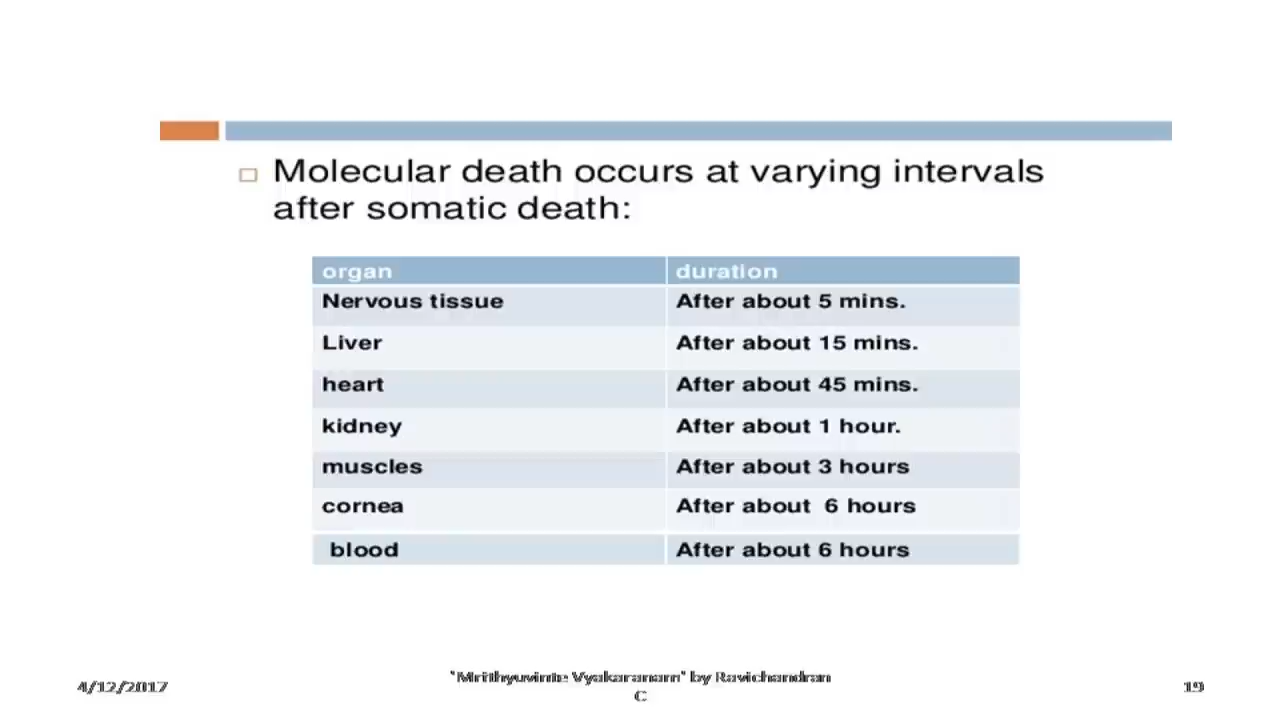 Molecular death occurs at varying intervals
after somatic death:
organ duration
Nervous tissue After about 5 mins.
Liver After about 15 mins.
heart After about 45 mins.
kidney After about 1 hour.
muscles After about 3 hours
cornea After about 6 hours
blood After about 6 hours
4/12/2017 "Mrithyuvinte Vyakaranam" by Ravichandran 19
C